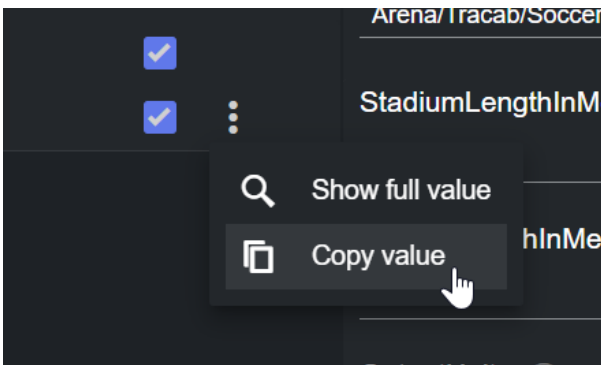 Arena/Tracab/Soccer
StadiumLengthInM
Show full value
hInMe
Copy value